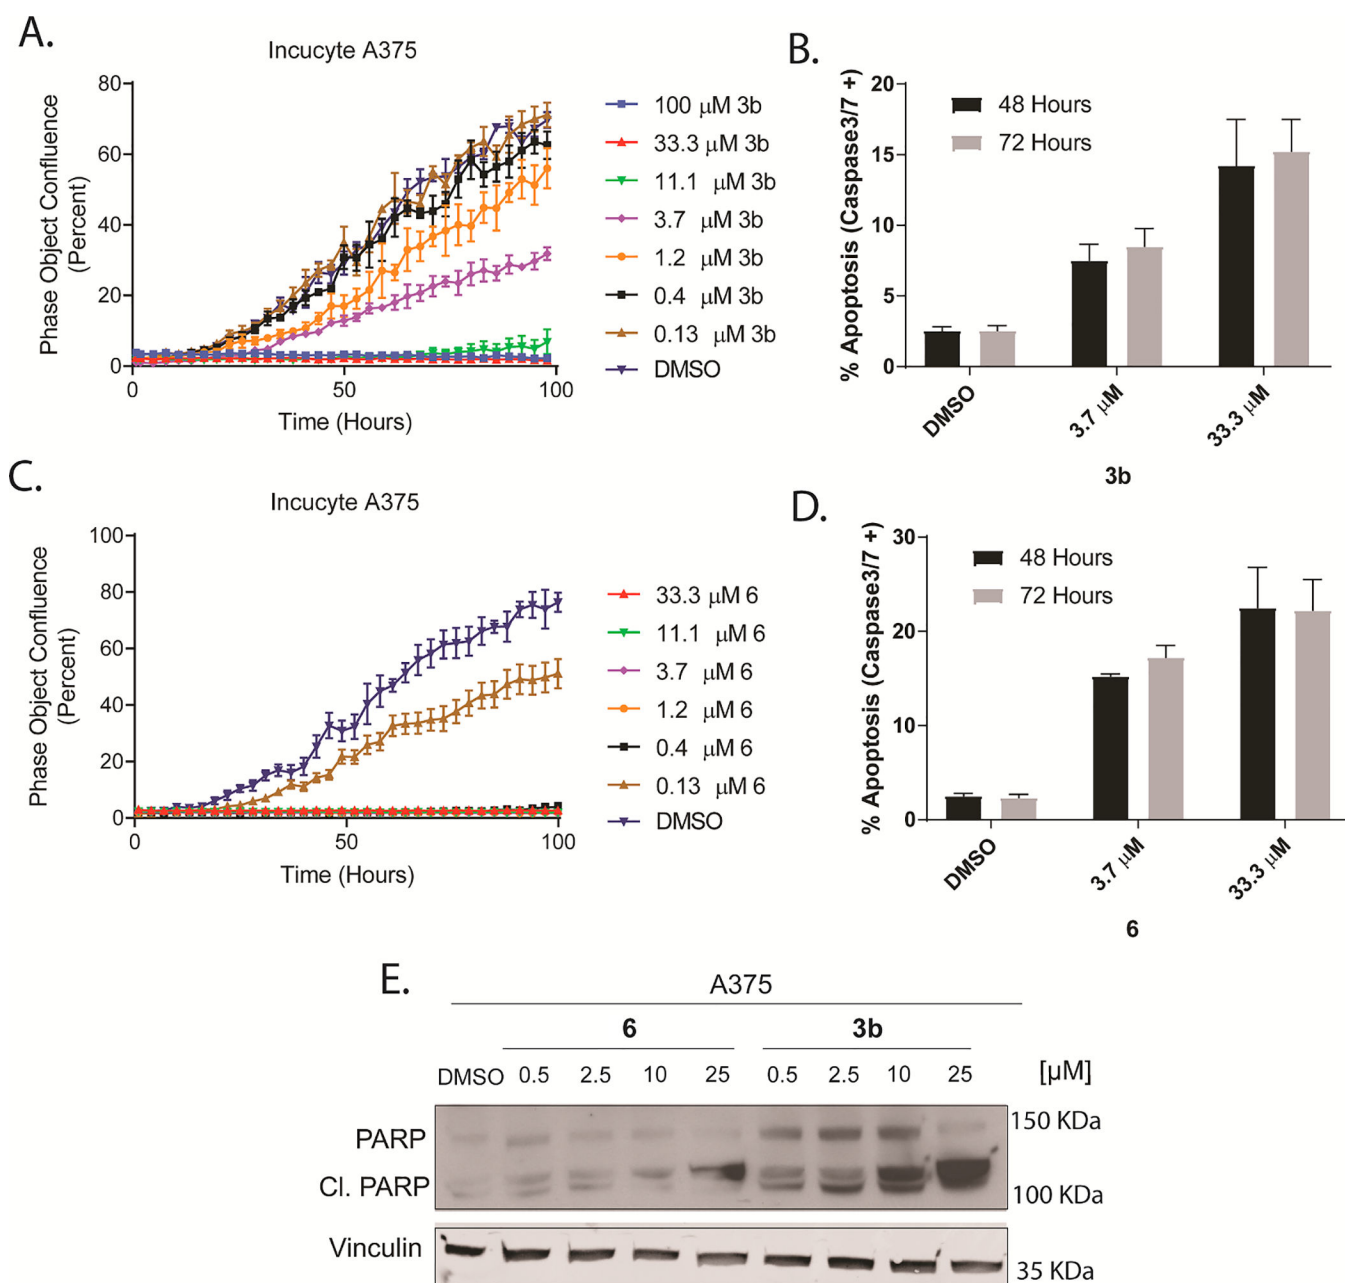 A.
Incucyte A375
80
60
40
20
0
0
50
100
Phase Object Confluence
(Percent)
Time (Hours)
100 μM 3b
33.3 μM 3b
11.1 μM 3b
3.7 μM 3b
1.2 μM 3b
0.4 μM 3b
0.13 μM 3b
DMSO
B.
% Apoptosis (Caspase3/7 +)
20
15
10
5
0
48 Hours
72 Hours
DMSO
3.7 μM
33.3 μM
3b
C.
Incucyte A375
100
80
60
40
20
0
0
50
100
Phase Object Confluence
(Percent)
Time (Hours)
33.3 μM 6
11.1 μM 6
3.7 μM 6
1.2 μM 6
0.4 μM 6
0.13 μM 6
DMSO
D.
% Apoptosis (Caspase3/7 +)
30
20
10
0
48 Hours
72 Hours
DMSO
3.7 μM
33.3 μM
6
E.
A375
6 3b
DMSO 0.5 2.5 10 25 0.5 2.5 10 25 [μM]
PARP 150 KDa
Cl. PARP 100 KDa
Vinculin 35 KDa